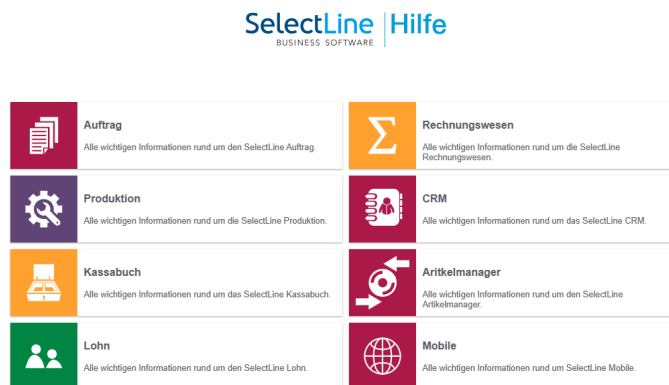 SelectLine Hilfe
BUSINESS SOFTWARE
Auftrag
Alle wichtigen Informationen rund um den SelectLine Auftrag.
Rechnungswesen
Alle wichtigen Informationen rund um die SelectLine
Rechnungswesen.
Produktion
Alle wichtigen Informationen rund um die SelectLine Produktion.
CRM
Alle wichtigen Informationen rund um das SelectLine CRM.
Kassabuch
Alle wichtigen Informationen rund um das SelectLine Kassabuch.
Aritkelmanager
Alle wichtigen Informationen rund um den SelectLine
Artikelmanager.
Lohn
Alle wichtigen Informationen rund um den SelectLine Lohn.
Mobile
Alle wichtigen Informationen rund um SelectLine Mobile.